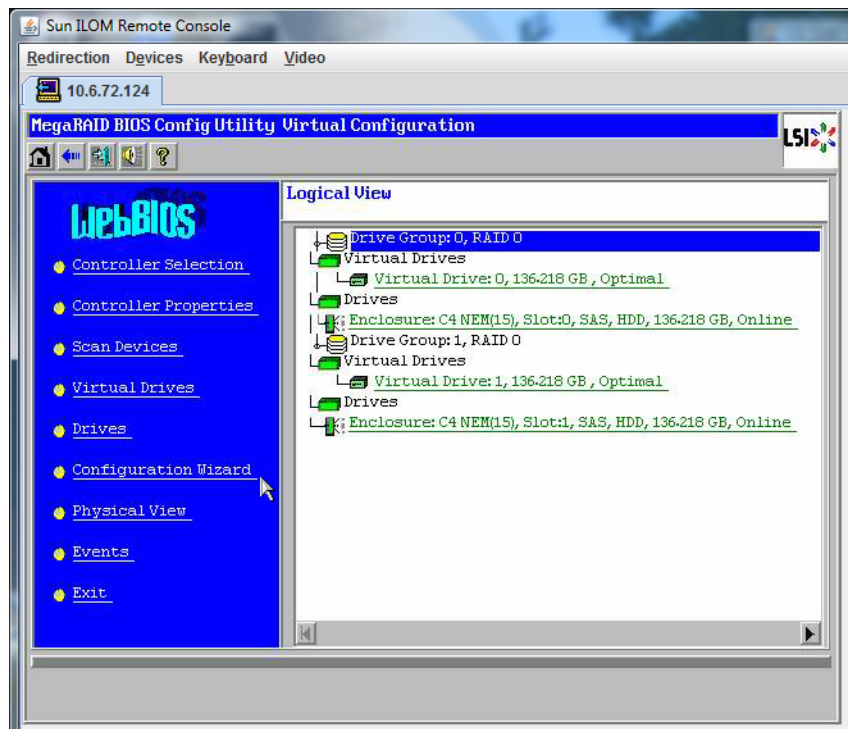 Sun ILOM Remote Console
Redirection Devices Keyboard Video
10.6.72.124
MegaRAID BIOS Config Utility Virtual Configuration
LSI
WebBIOS
Controller Selection
Controller Properties
Scan Devices
Virtual Drives
Drives
Configuration Wizard
Physical View
Events
Exit
Logical View
Drive Group: 0, RAID 0
Virtual Drives
Virtual Drive: 0, 136.218 GB , Optimal
Drives
Enclosure: C4 NEM(15), Slot:0, SAS, HDD, 136.218 GB, Online
Drive Group: 1, RAID 0
Virtual Drives
Virtual Drive: 1, 136.218 GB , Optimal
Drives
Enclosure: C4 NEM(15), Slot:1, SAS, HDD, 136.218 GB, Online